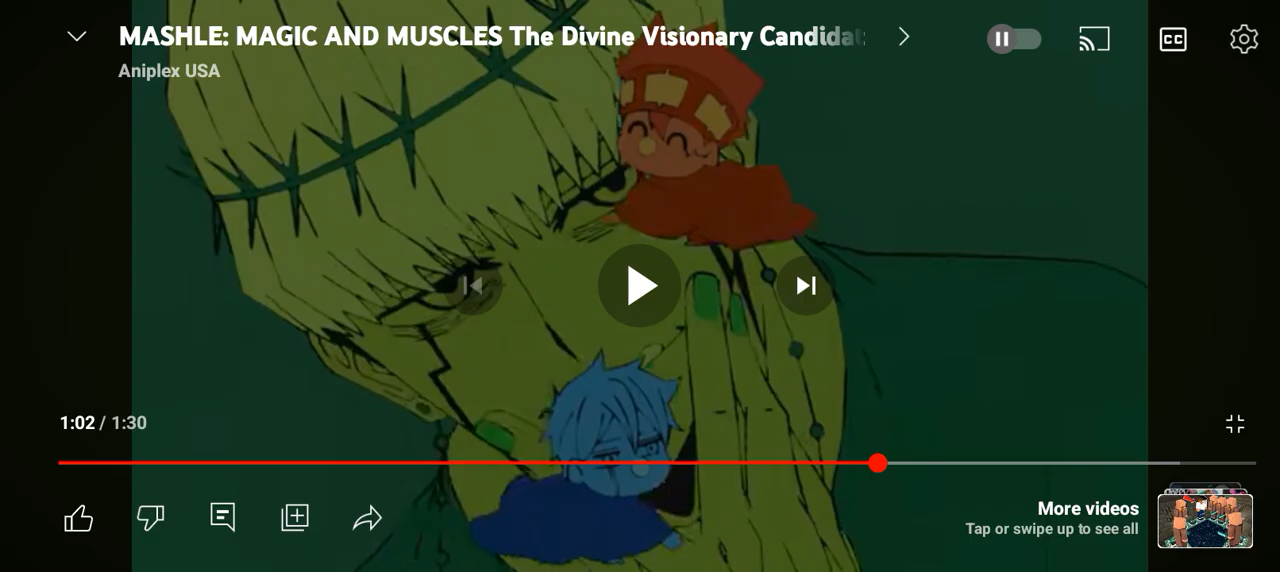 MASHLE: MAGIC AND MUSCLES The Divine Visionary Candidat
Aniplex USA
CC
1:02 / 1:30
More videos
Tap or swipe up to see all